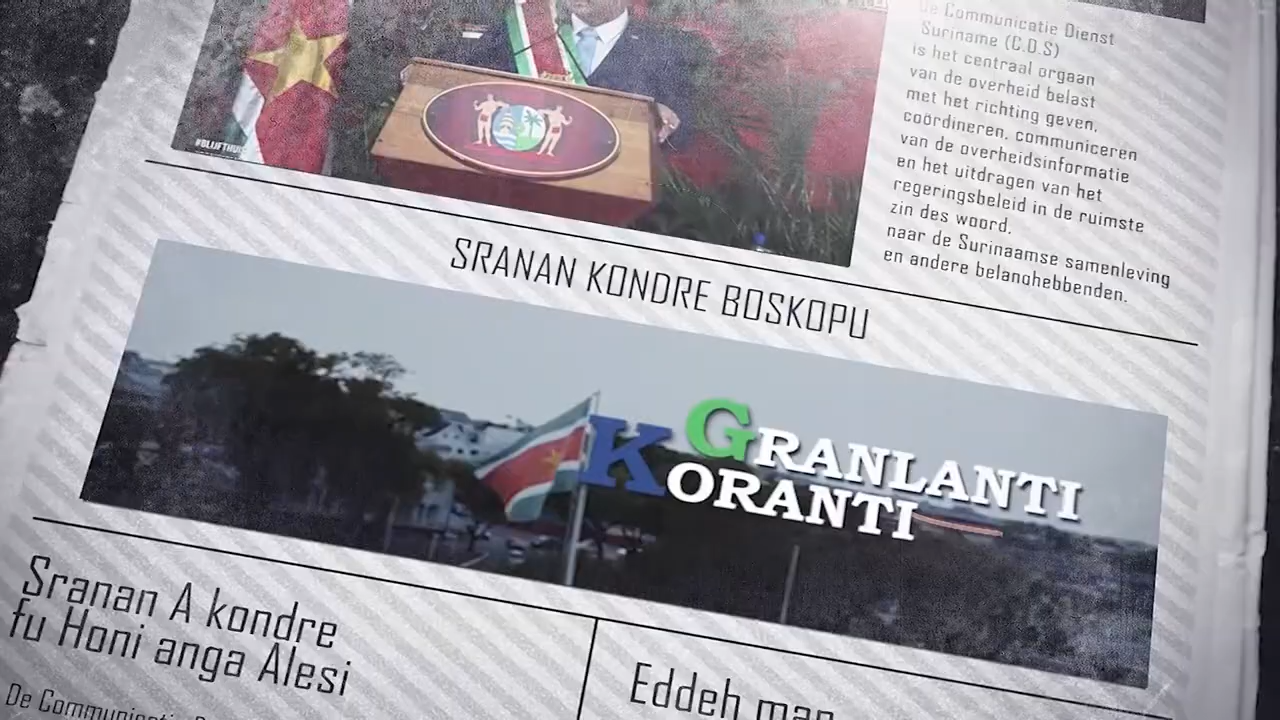 De Communicatie Dienst
Suriname (C.D.S)
is het centraal orgaan
van de overheid belast
met het richting geven,
coördineren, communiceren
van de overheidsinformatie
en het uitdragen van het
regeringsbeleid in de ruimste
zin des woord.
naar de Surinaamse samenleving
en andere belanghebbenden.
SRANAN KONDRE BOSKOPU
GRANLANTI
KORANTI
Sranan A kondre
fu Honi anga Alesi
De
Eddeh man